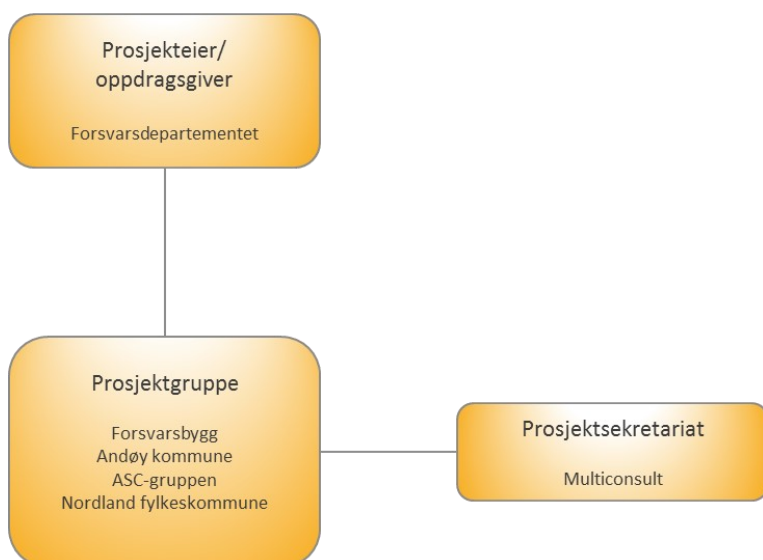 Prosjekteier/
oppdragsgiver
Forsvarsdepartementet
Prosjektgruppe
Forsvarsbygg
Andøy kommune
ASC-gruppen
Nordland fylkeskommune
Prosjektsekretariat
Multiconsult